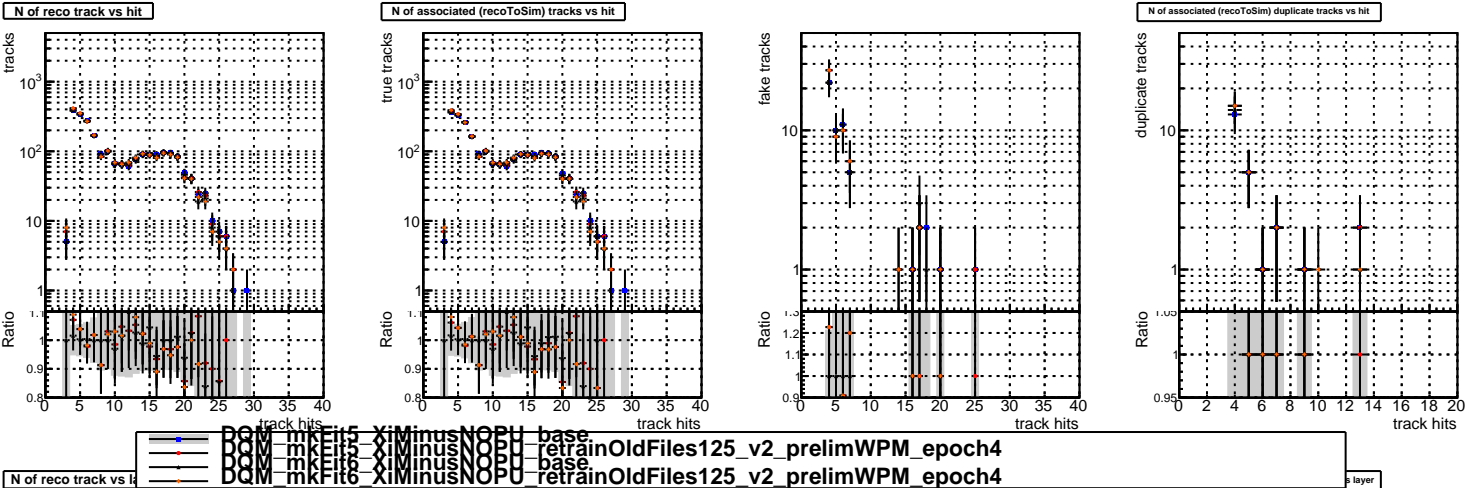 N of reco track vs hit
N of associated (recoToSim) tracks vs hit
N of associated (recoToSim) duplicate tracks vs hit
tracks
10³
10²
10
1
true tracks
10³
10²
10
1
fake tracks
10
1
duplicate tracks
10
1
Ratio
1.1
1
0.9
0.8
Ratio
1.1
1
0.9
0.8
Ratio
1.3
1.2
1.1
1
0.9
Ratio
1.05
1
0.95
0 5 10 15 20 25 30 35 40
0 5 10 15 20 25 30 35 40
0 5 10 15 20 25 30 35 40
0 2 4 6 8 10 12 14 16 18 20
track hits
track hits
track hits
track hits
DQM_mkFit5_XiMinusNOPU_base
DQM_mkFit5_XiMinusNOPU_retrainOldFiles125_v2_prelimWPM_epoch4
DQM_mkFit6_XiMinusNOPU_base
DQM_mkFit6_XiMinusNOPU_retrainOldFiles125_v2_prelimWPM_epoch4
N of reco track vs
layer